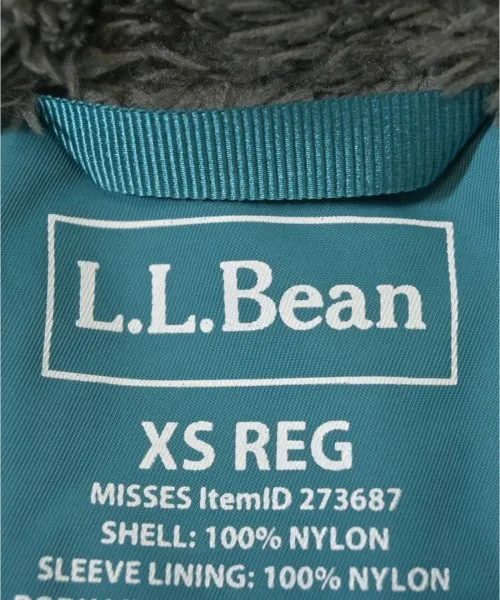 L.L.Bean
XS REG
MISSES ItemID 273687
SHELL: 100% NYLON
SLEEVE LINING: 100% NYLON